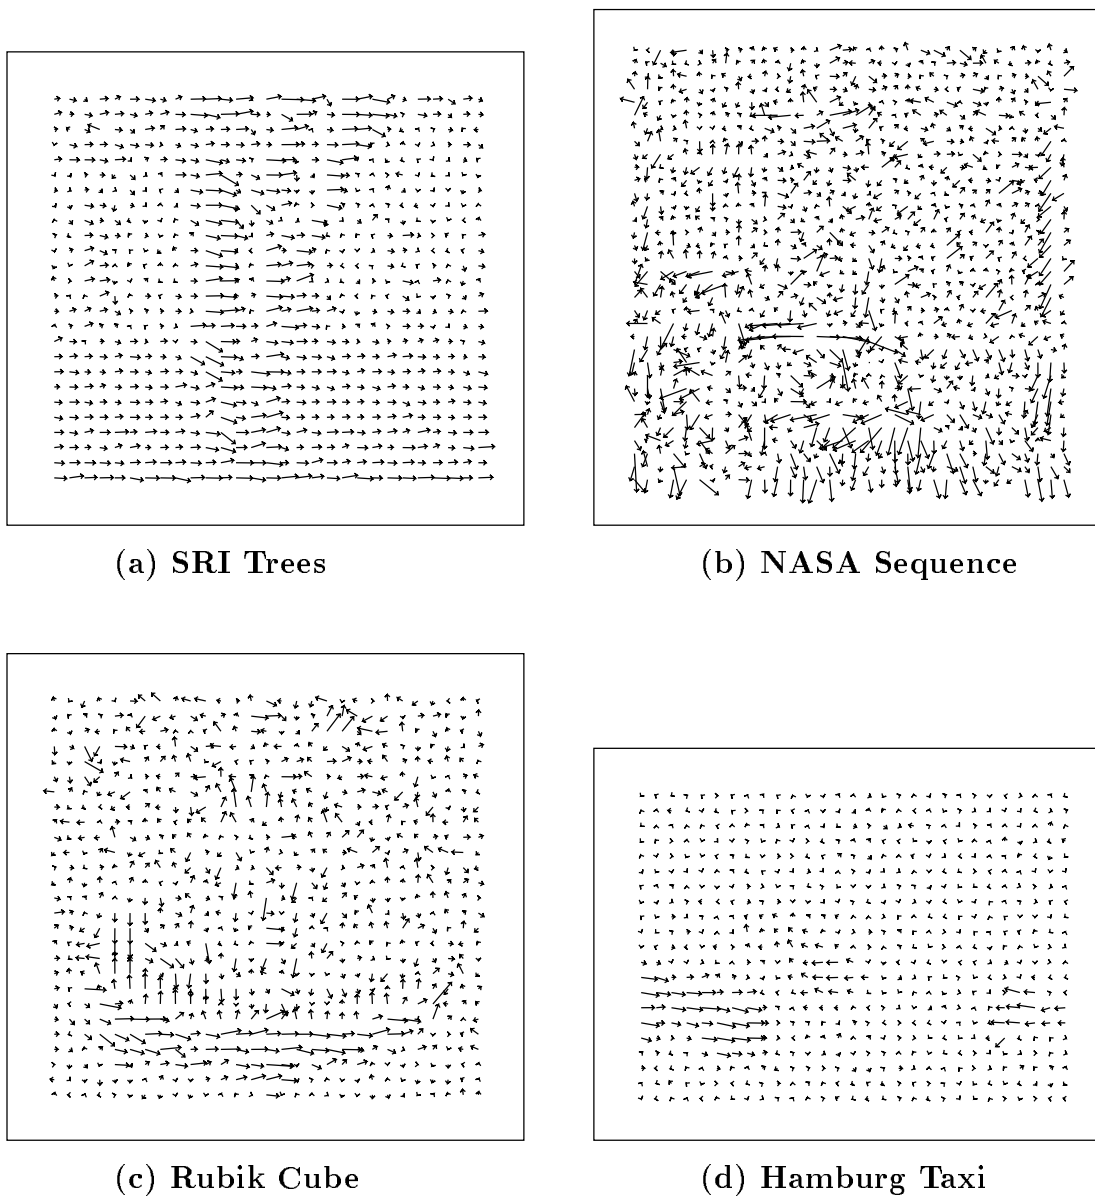 (a) SRI Trees
(b) NASA Sequence
(c) Rubik Cube
(d) Hamburg Taxi